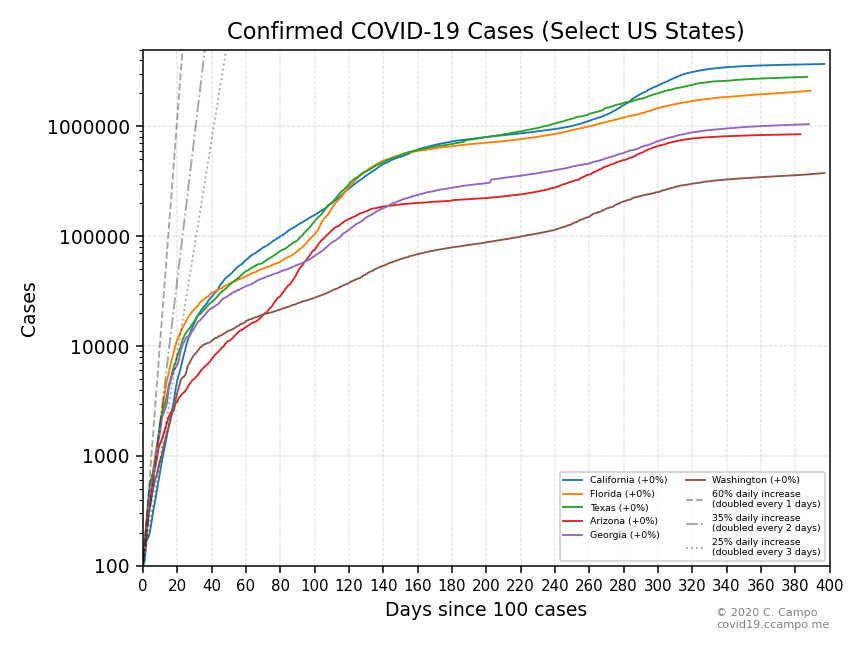 Confirmed COVID-19 Cases (Select US States)
1000000
100000
10000
1000
100
Cases
0 20 40 60 80 100 120 140 160 180 200 220 240 260 280 300 320 340 360 380 400
Days since 100 cases
California (+0%)
Florida (+0%)
Texas (+0%)
Arizona (+0%)
Georgia (+0%)
Washington (+0%)
60% daily increase
(doubled every 1 days)
35% daily increase
(doubled every 2 days)
25% daily increase
(doubled every 3 days)
© 2020 C. Campo
covid19.ccampo.me